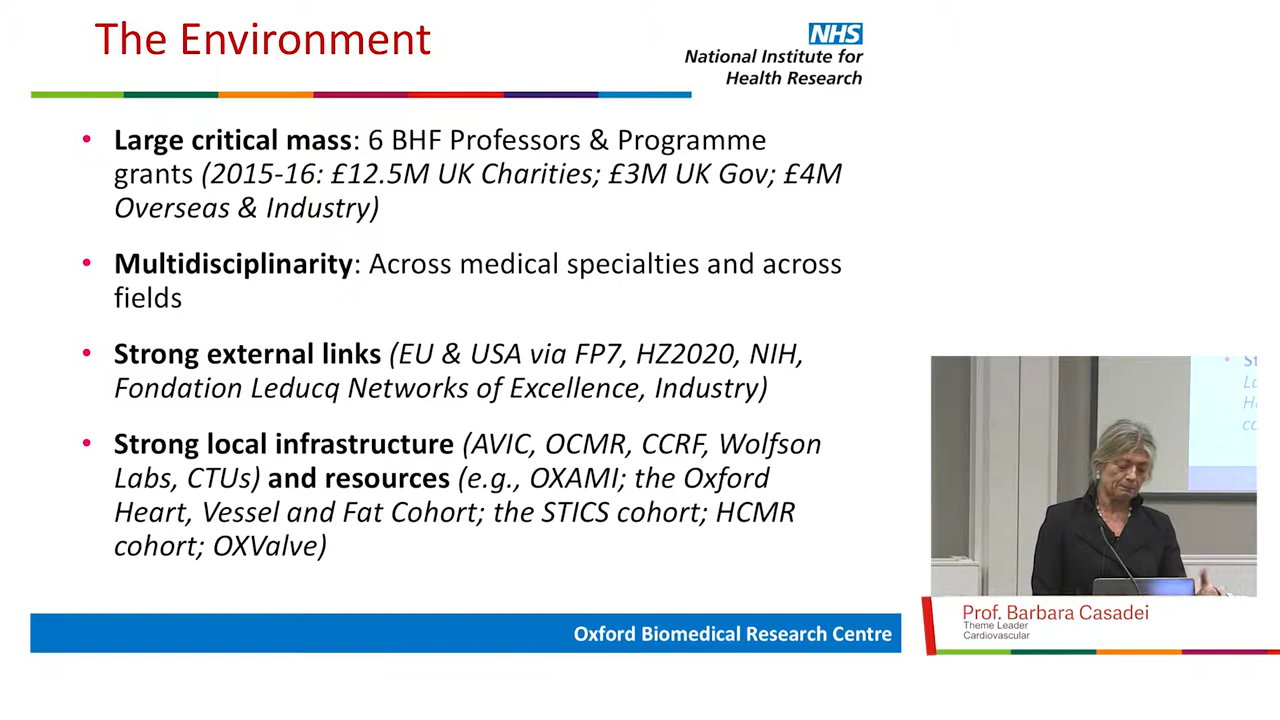 The Environment
NHS
National Institute for
Health Research
• Large critical mass: 6 BHF Professors & Programme
grants (2015-16: £12.5M UK Charities; £3M UK Gov; £4M
Overseas & Industry)
• Multidisciplinarity: Across medical specialties and across
fields
• Strong external links (EU & USA via FP7, HZ2020, NIH,
Fondation Leducq Networks of Excellence, Industry)
• Strong local infrastructure (AVIC, OCMR, CCRF, Wolfson
Labs, CTUs) and resources (e.g., OXAMI; the Oxford
Heart, Vessel and Fat Cohort; the STICS cohort; HCMR
cohort; OXValve)
Oxford Biomedical Research Centre
Prof. Barbara Casadei
Theme Leader
Cardiovascular